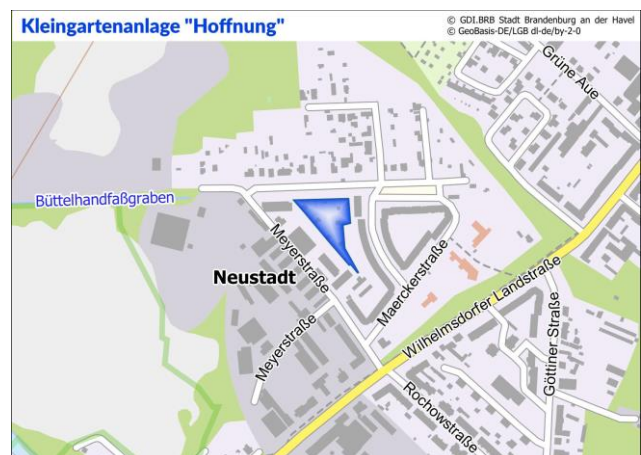 Kleingartenanlage "Hoffnung"
© GDI.BRB Stadt Brandenburg an der Havel
© GeoBasis-DE/LGB dl-de/by-2-0
Grüne Aue
Büttelhandfaßgraben
Meyerstraße
Neustadt
Maerckerstraße
Wilhelmsdorfer Landstraße
Göttiner Straße
Meyerstraße
Rochowstraße